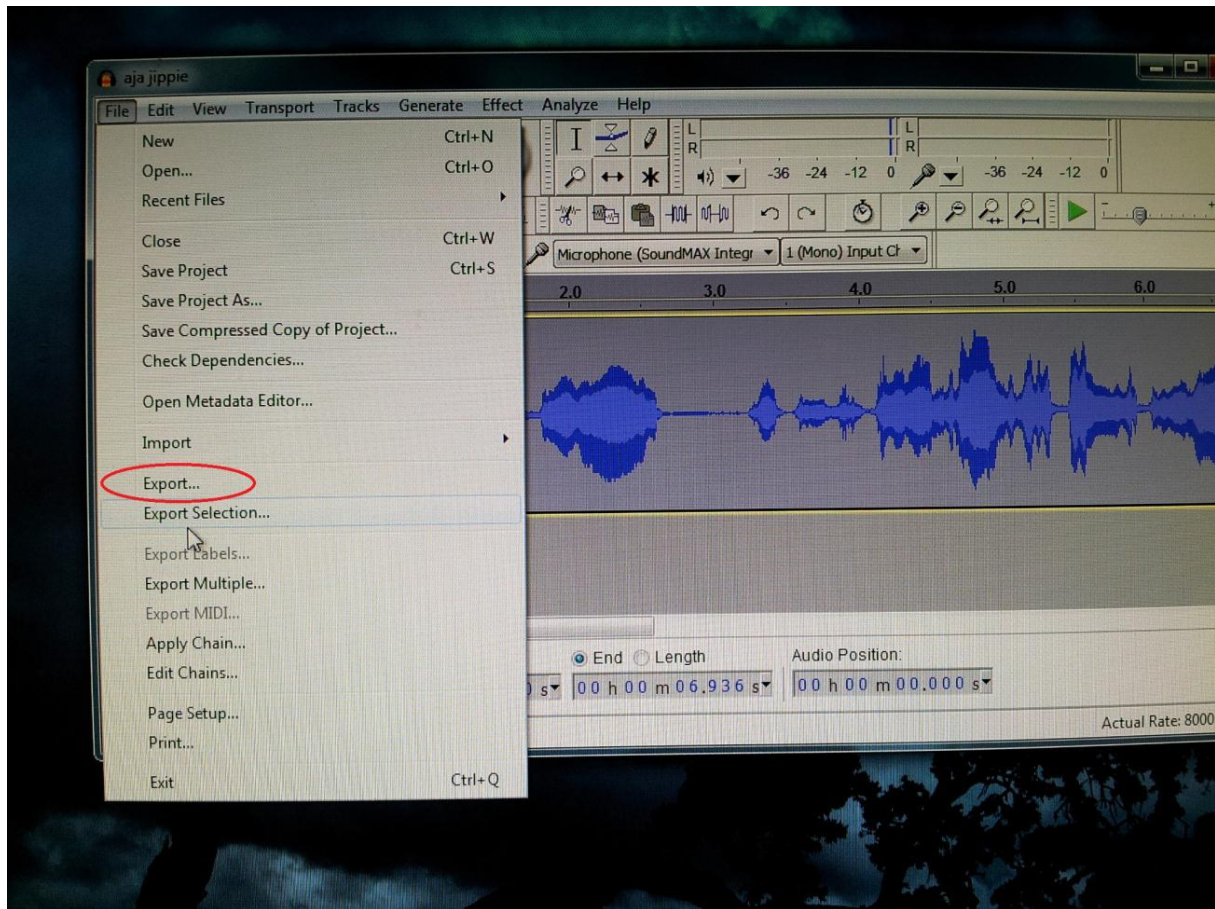 aja jippie
File Edit View Transport Tracks Generate Effect Analyze Help
New Ctrl+N
Open... Ctrl+O
Recent Files
Close Ctrl+W
Save Project Ctrl+S
Save Project As...
Save Compressed Copy of Project...
Check Dependencies...
Open Metadata Editor...
Import
Export...
Export Selection...
Export Labels...
Export Multiple...
Export MIDI...
Apply Chain...
Edit Chains...
Page Setup...
Print...
Exit Ctrl+Q
L L
R R
-36 -24 -12 0 -36 -24 -12 0
Microphone (SoundMAX Integr 1 (Mono) Input Ch
2.0 3.0 4.0 5.0 6.0
End Length Audio Position:
s 00 h 00 m 06.936 s 00 h 00 m 00.000 s
Actual Rate: 8000